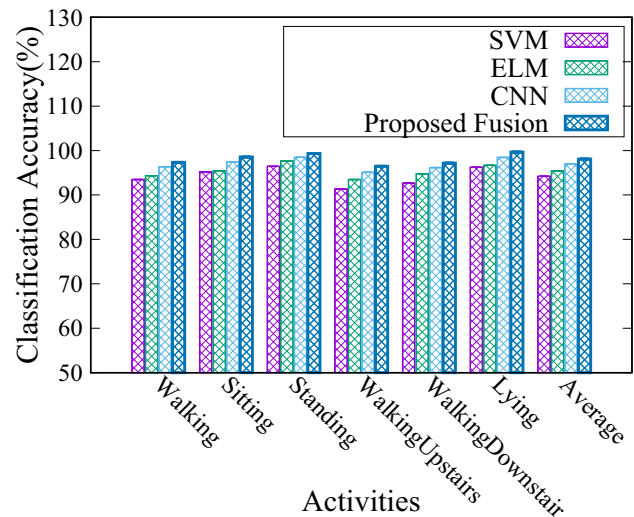 Classification Accuracy(%)
130
120
110
100
90
80
70
60
50
SVM
ELM
CNN
Proposed Fusion
Walking
Sitting
Standing
WalkingUpstairs
WalkingDownstair
Lying
Average
Activities